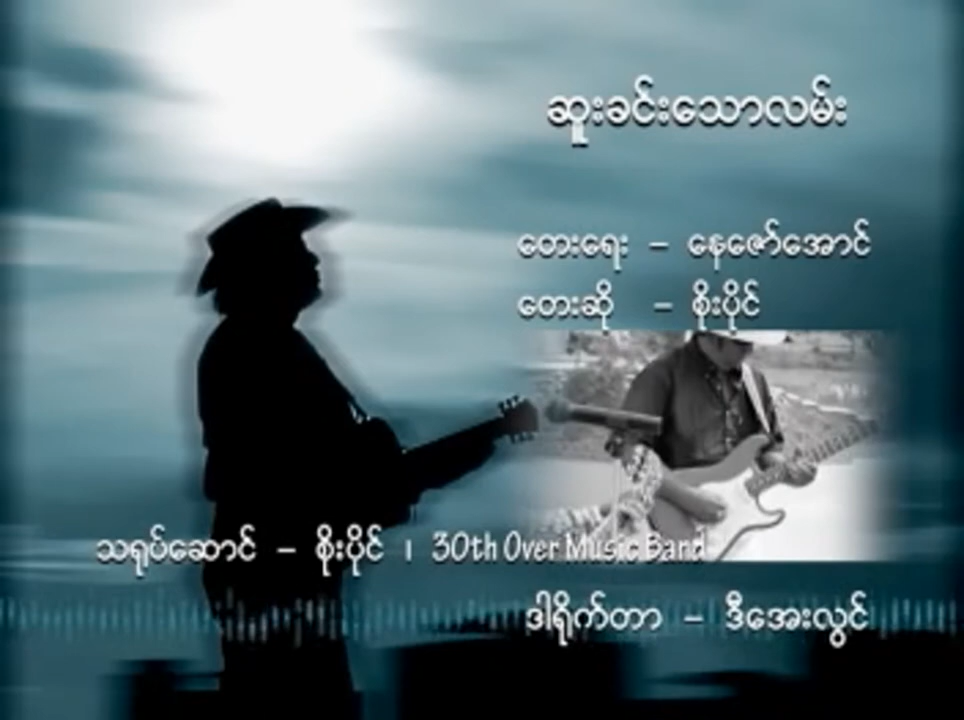 ဆူးခင်းသောလမ်း
တေးရေး – နေဇော်အောင်
တေးဆို – စိုးပိုင်
သရုပ်ဆောင် – စိုးပိုင် ၊ 30th Over Music Band
ဒါရိုက်တာ – ဒီအေးလွင်